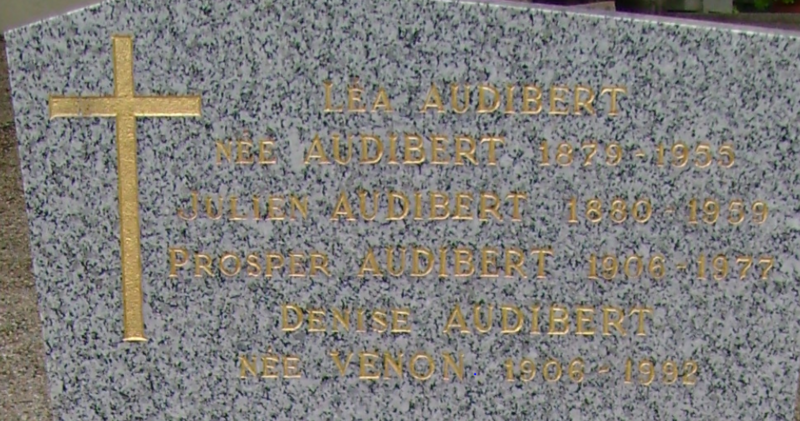 LÉA AUDIBERT
NÉE AUDIBERT 1879-1955
JULIEN AUDIBERT 1880-1959
PROSPER AUDIBERT 1906-1977
DENISE AUDIBERT
NÉE VENON 1906-1992